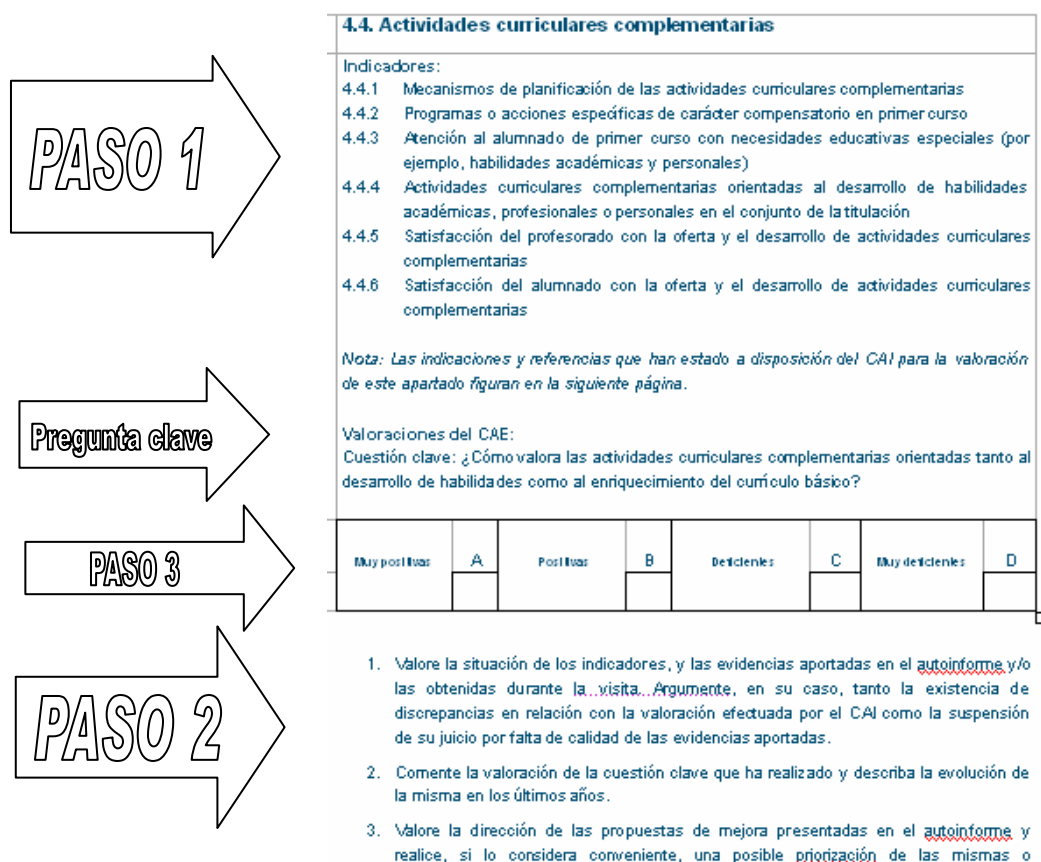 4.4. Actividades curriculares complementarias
Indicadores:
4.4.1 Mecanismos de planificación de las actividades curriculares complementarias
4.4.2 Programas o acciones específicas de carácter compensatorio en primer curso
4.4.3 Atención al alumnado de primer curso con necesidades educativas especiales (por
ejemplo, habilidades académicas y personales)
4.4.4 Actividades curriculares complementarias orientadas al desarrollo de habilidades
académicas, profesionales o personales en el conjunto de la titulación
4.4.5 Satisfacción del profesorado con la oferta y el desarrollo de actividades curriculares
complementarias
4.4.6 Satisfacción del alumnado con la oferta y el desarrollo de actividades curriculares
complementarias
PASO 1
Nota: Las indicaciones y referencias que han estado a disposición del CAI para la valoración
de este apartado figuran en la siguiente página.
Pregunta clave
Valoraciones del CAE:
Cuestión clave: ¿Cómo valora las actividades curriculares complementarias orientadas tanto al
desarrollo de habilidades como al enriquecimiento del currículo básico?
PASO 3
Muy positivas A Positivas B Deficientes C Muy deficientes D
PASO 2
1. Valore la situación de los indicadores, y las evidencias aportadas en el autoinforme y/o
las obtenidas durante la visita. Argumente, en su caso, tanto la existencia de
discrepancias en relación con la valoración efectuada por el CAI como la suspensión
de su juicio por falta de calidad de las evidencias aportadas.
2. Comente la valoración de la cuestión clave que ha realizado y describa la evolución de
la misma en los últimos años.
3. Valore la dirección de las propuestas de mejora presentadas en el autoinforme y
realice, si lo considera conveniente, una posible priorización de las mismas o